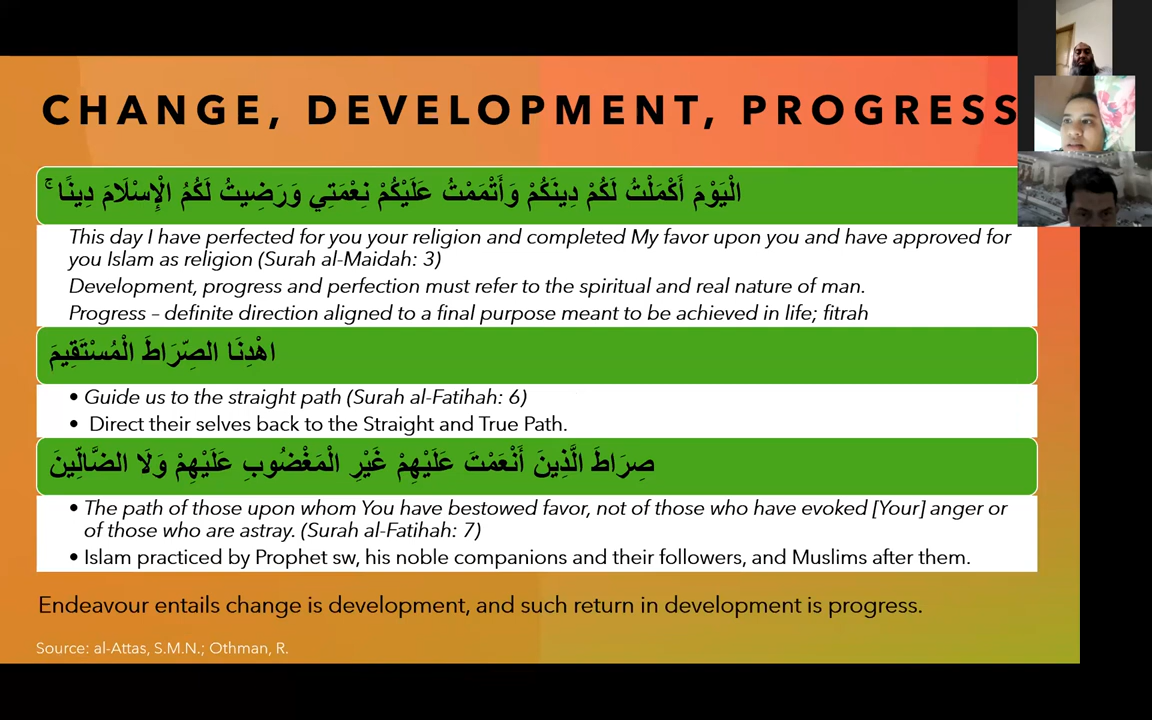 CHANGE, DEVELOPMENT, PROGRESS
الْيَوْمَ أَكْمَلْتُ لَكُمْ دِينَكُمْ وَأَتْمَمْتُ عَلَيْكُمْ نِعْمَتِي وَرَضِيتُ لَكُمُ الْإِسْلَامَ دِينًا ۚ
This day I have perfected for you your religion and completed My favor upon you and have approved for
you Islam as religion (Surah al-Maidah: 3)
Development, progress and perfection must refer to the spiritual and real nature of man.
Progress – definite direction aligned to a final purpose meant to be achieved in life; fitrah
اهْدِنَا الصِّرَاطَ الْمُسْتَقِيمَ
• Guide us to the straight path (Surah al-Fatihah: 6)
• Direct their selves back to the Straight and True Path.
صِرَاطَ الَّذِينَ أَنْعَمْتَ عَلَيْهِمْ غَيْرِ الْمَغْضُوبِ عَلَيْهِمْ وَلَا الضَّالِّينَ
• The path of those upon whom You have bestowed favor, not of those who have evoked [Your] anger or
of those who are astray. (Surah al-Fatihah: 7)
• Islam practiced by Prophet sw, his noble companions and their followers, and Muslims after them.
Endeavour entails change is development, and such return in development is progress.
Source: al-Attas, S.M.N.; Othman, R.